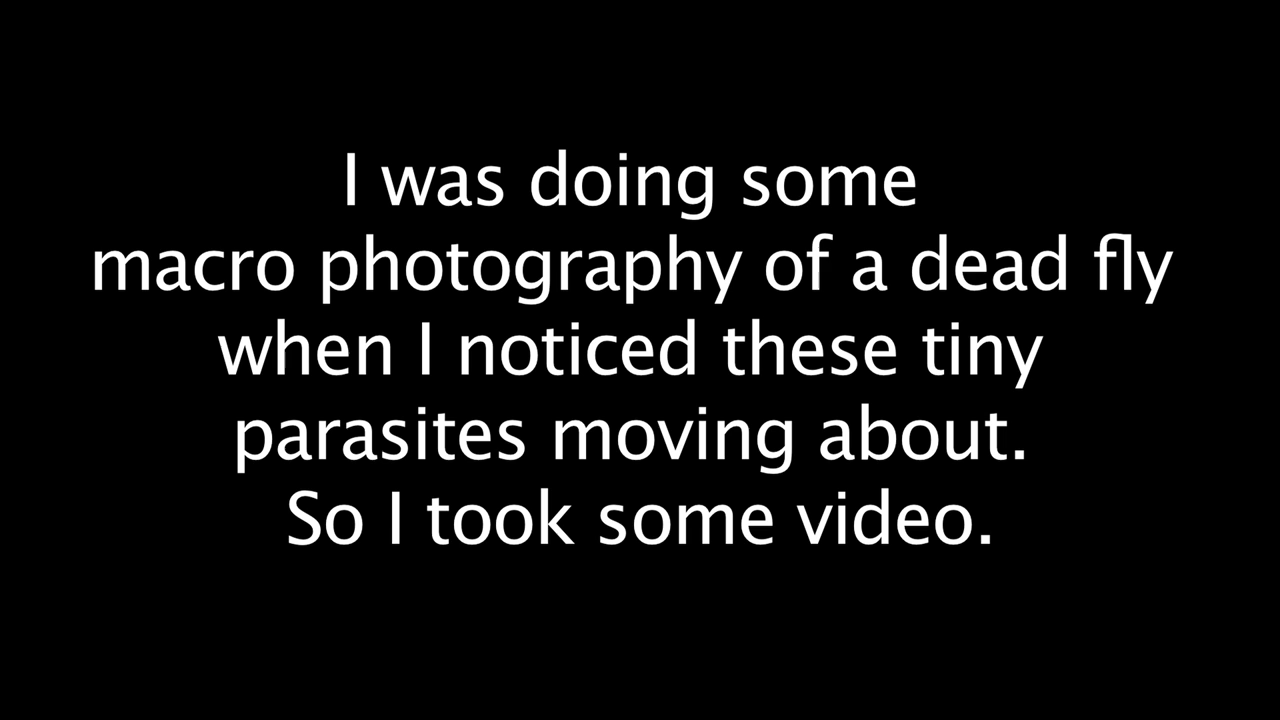 I was doing some
macro photography of a dead fly
when I noticed these tiny
parasites moving about.
So I took some video.